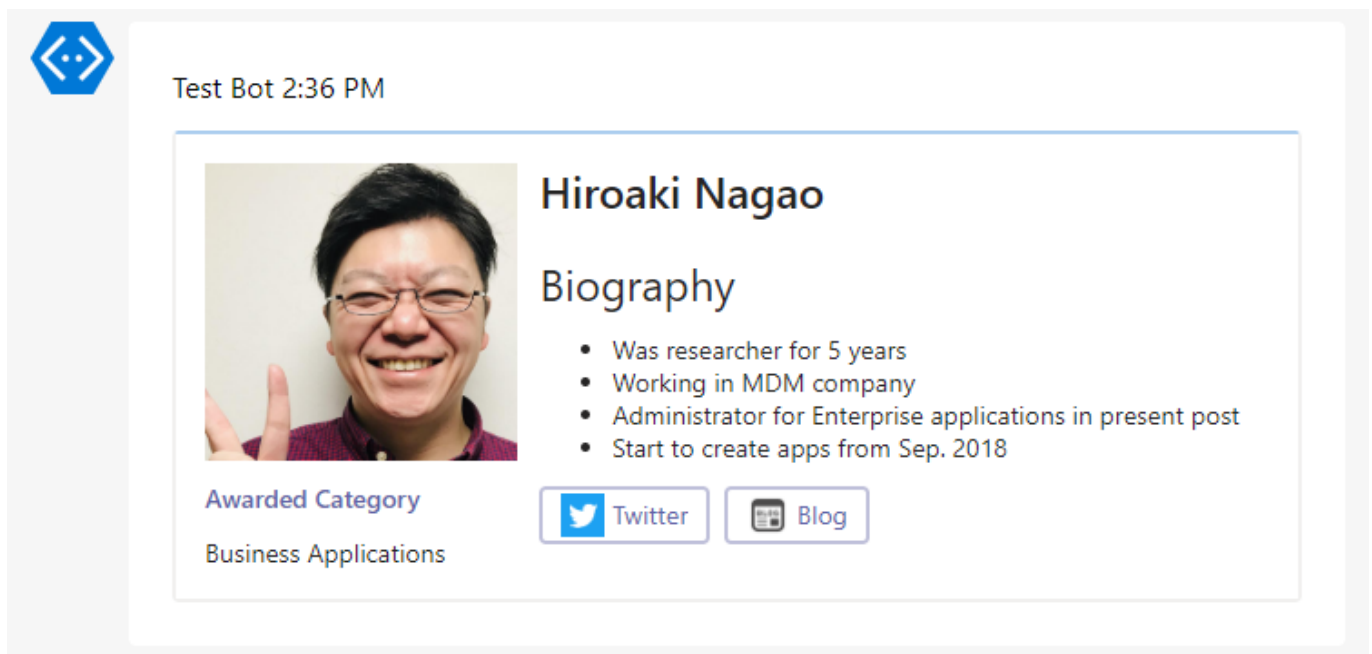 Test Bot 2:36 PM
Hiroaki Nagao
Biography
Was researcher for 5 years
Working in MDM company
Administrator for Enterprise applications in present post
Start to create apps from Sep. 2018
Awarded Category
Business Applications
Twitter
BLOG
Blog